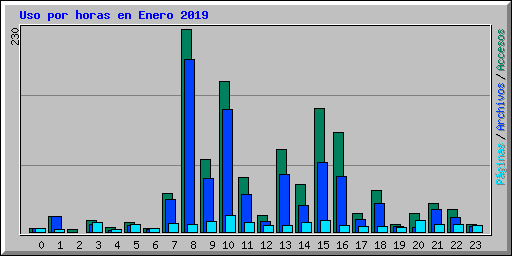 Uso por horas en Enero 2019
230
Páginas/Archivos/Accesos
0 1 2 3 4 5 6 7 8 9 10 11 12 13 14 15 16 17 18 19 20 21 22 23